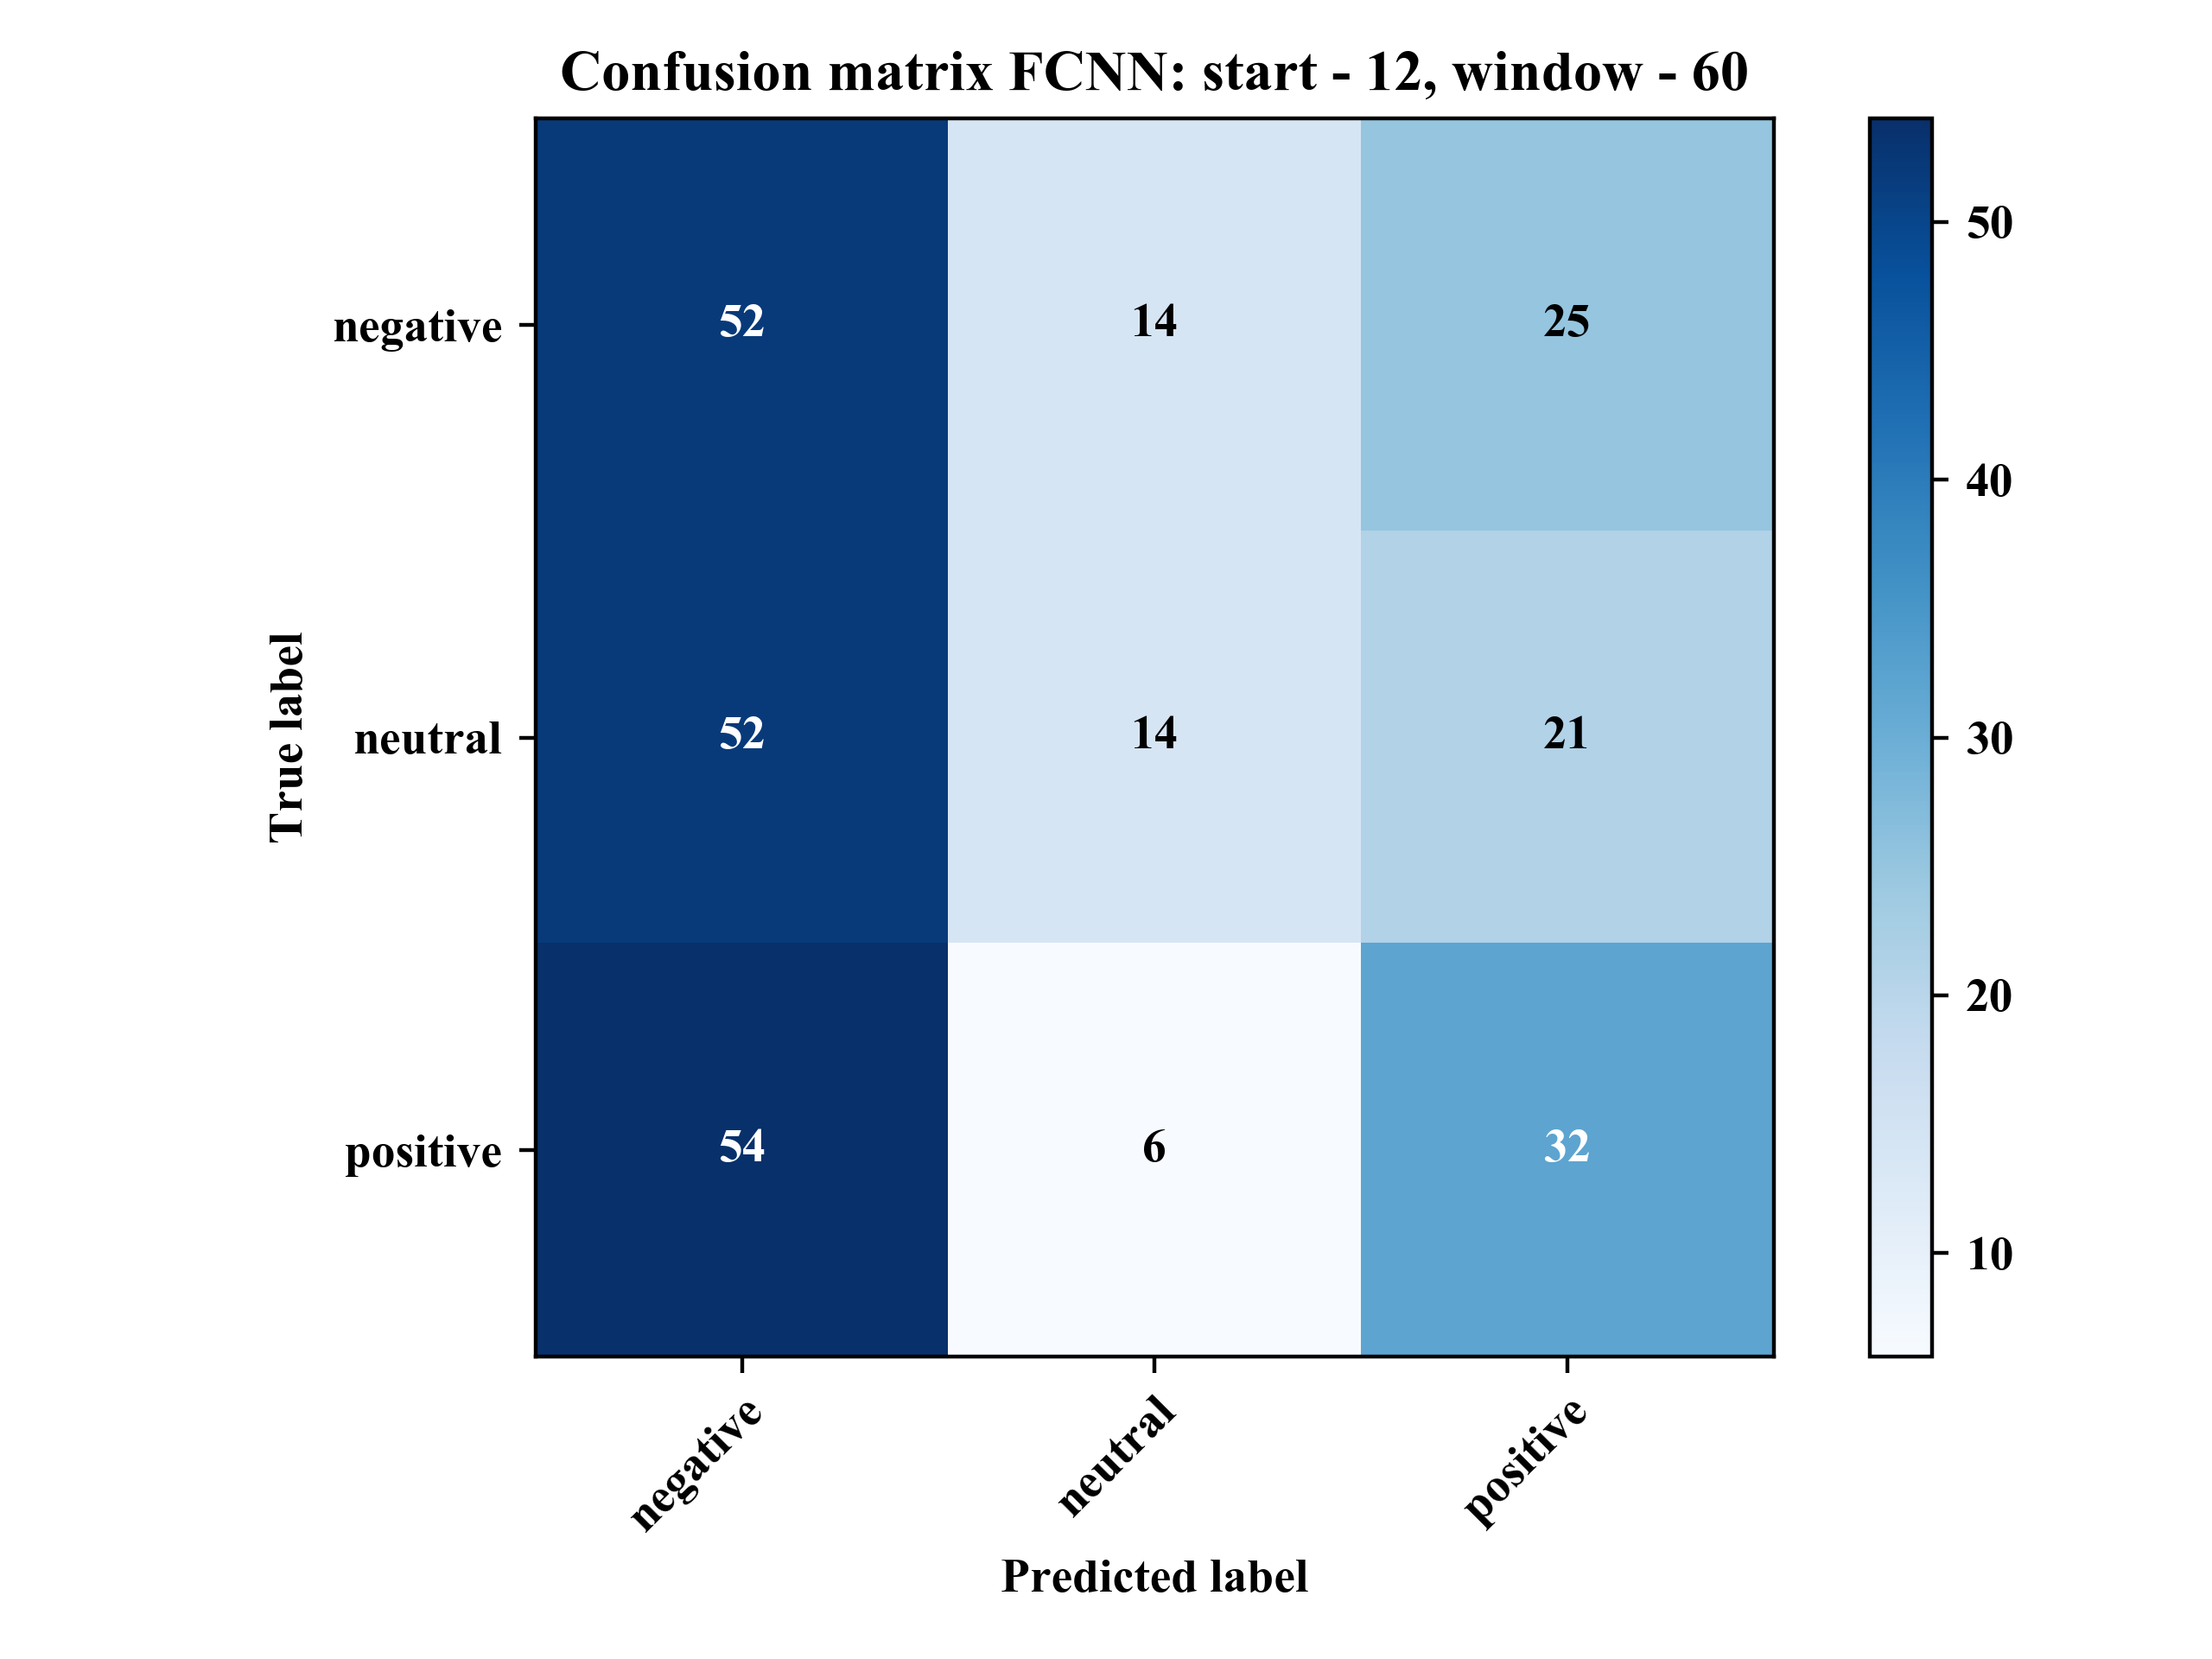 Confusion matrix FCNN: start - 12, window - 60
negative 52 14 25
neutral 52 14 21
positive 54 6 32
True label
negative neutral positive
Predicted label
50
40
30
20
10